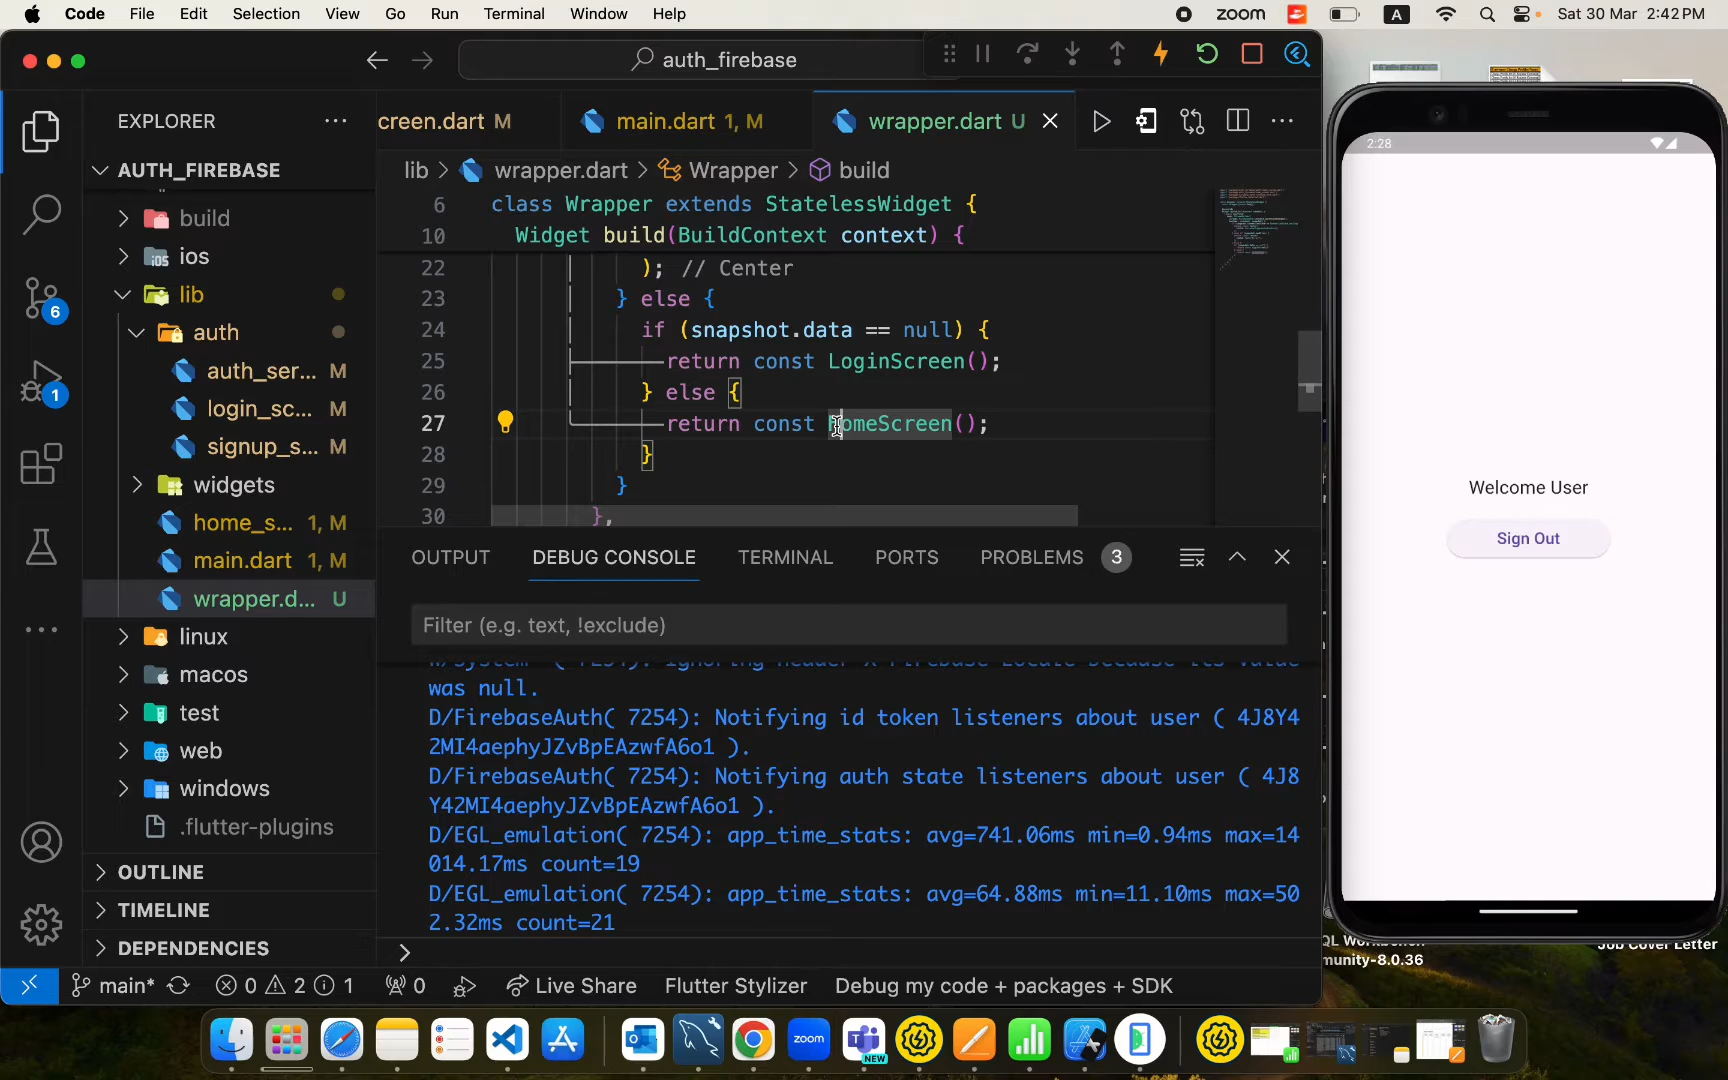 Code File Edit Selection View Go Run Terminal Window Help
zoom A Sat 30 Mar 2:42 PM
auth_firebase
EXPLORER
creen.dart M
main.dart 1, M
wrapper.dart U
AUTH_FIREBASE
lib > wrapper.dart > Wrapper > build
build
ios
lib
auth
auth_ser... M
login_sc... M
signup_s... M
widgets
home_s... 1, M
main.dart 1, M
wrapper.d... U
linux
macos
test
web
windows
.flutter-plugins
OUTLINE
TIMELINE
DEPENDENCIES
6
1
6 class Wrapper extends StatelessWidget {
10 Widget build(BuildContext context) {
22 ); // Center
23 } else {
24 if (snapshot.data == null) {
25 return const LoginScreen();
26 } else {
27 return const HomeScreen();
28 }
29 }
30 },
OUTPUT DEBUG CONSOLE TERMINAL PORTS PROBLEMS 3
Filter (e.g. text, !exclude)
was null.
D/FirebaseAuth( 7254): Notifying id token listeners about user ( 4J8Y4
2MI4aephyJZvBpEAzwfA6o1 ).
D/FirebaseAuth( 7254): Notifying auth state listeners about user ( 4J8
Y42MI4aephyJZvBpEAzwfA6o1 ).
D/EGL_emulation( 7254): app_time_stats: avg=741.06ms min=0.94ms max=14
014.17ms count=19
D/EGL_emulation( 7254): app_time_stats: avg=64.88ms min=11.10ms max=50
2.32ms count=21
>
main* 0 2 1 0 Live Share Flutter Stylizer Debug my code + packages + SDK
2:28
Welcome User
Sign Out
Job Cover Letter
munity-8.0.36
zoom
NEW